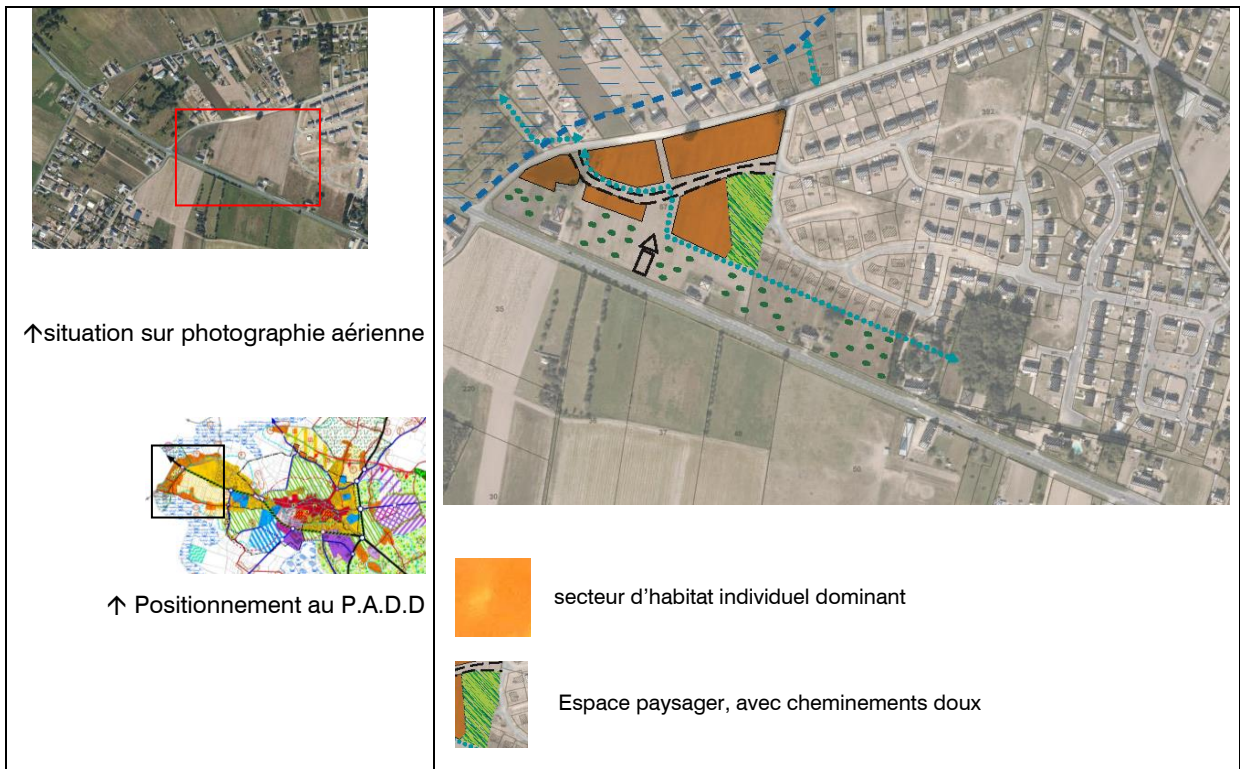 ↑situation sur photographie aérienne
↑ Positionnement au P.A.D.D
secteur d'habitat individuel dominant
Espace paysager, avec cheminements doux